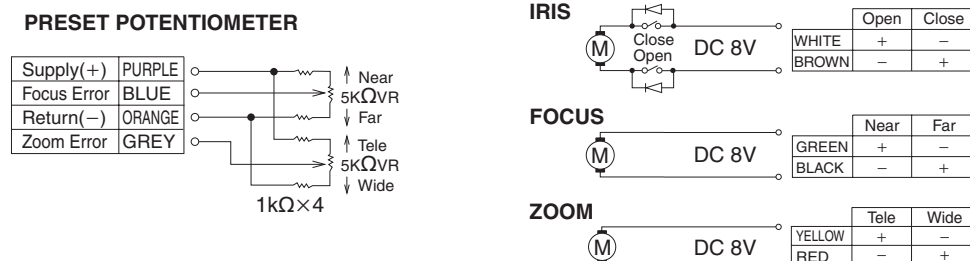 PRESET POTENTIOMETER
Supply(+) PURPLE
Focus Error BLUE
Return(−) ORANGE
Zoom Error GREY
Near
5KΩVR
Far
Tele
5KΩVR
Wide
1kΩ×4
IRIS
M
Close
Open
DC 8V
Open Close
WHITE + −
BROWN − +
FOCUS
M
DC 8V
Near Far
GREEN + −
BLACK − +
ZOOM
M
DC 8V
Tele Wide
YELLOW + −
RED − +